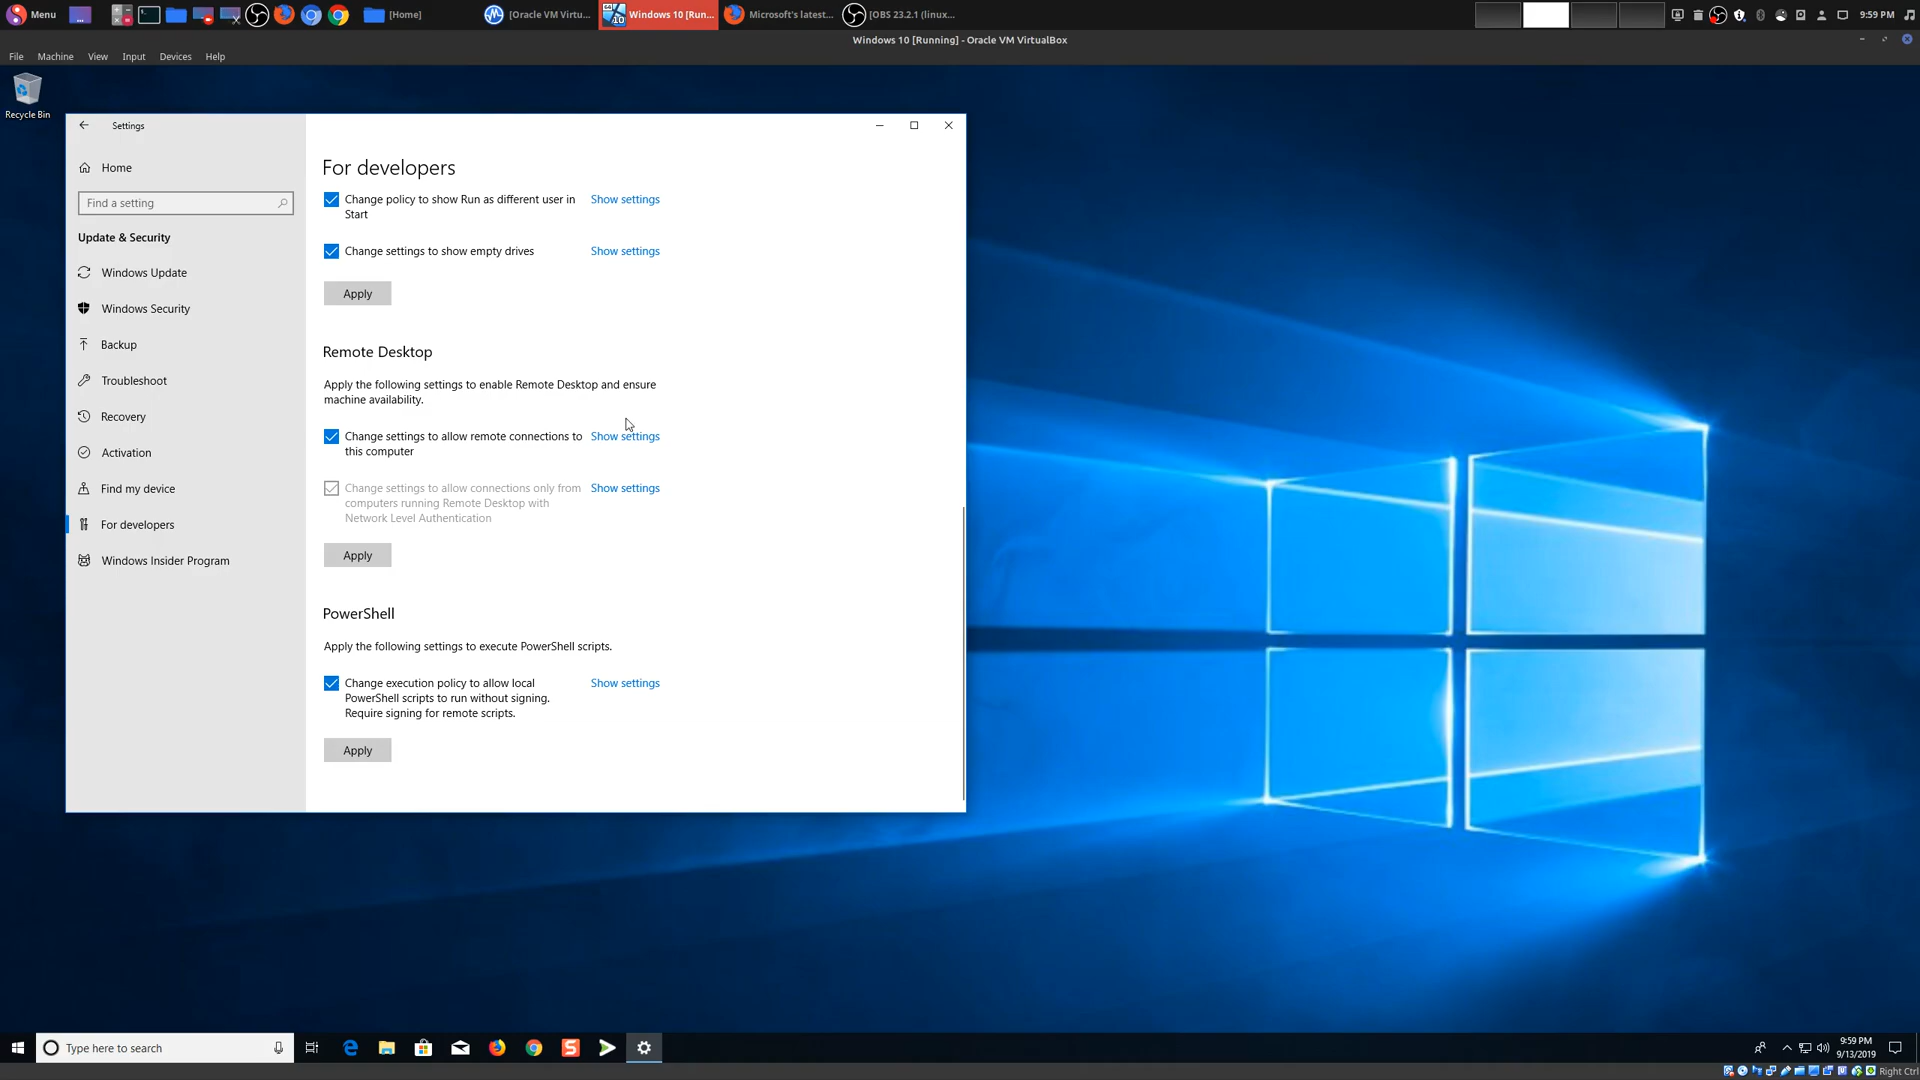 Menu
[Home]
[Oracle VM Virtu...
Windows 10 [Run...
Microsoft's latest...
[OBS 23.2.1 (linux...
9:59 PM
Windows 10 [Running] - Oracle VM VirtualBox
File Machine View Input Devices Help
Recycle Bin
Settings
Home
Find a setting
Update & Security
Windows Update
Windows Security
Backup
Troubleshoot
Recovery
Activation
Find my device
For developers
Windows Insider Program
For developers
Change policy to show Run as different user in
Start
Show settings
Change settings to show empty drives
Show settings
Apply
Remote Desktop
Apply the following settings to enable Remote Desktop and ensure
machine availability.
Change settings to allow remote connections to
this computer
Show settings
Change settings to allow connections only from
computers running Remote Desktop with
Network Level Authentication
Show settings
Apply
PowerShell
Apply the following settings to execute PowerShell scripts.
Change execution policy to allow local
PowerShell scripts to run without signing.
Require signing for remote scripts.
Show settings
Apply
Type here to search
9:59 PM
9/13/2019
Right Ctrl